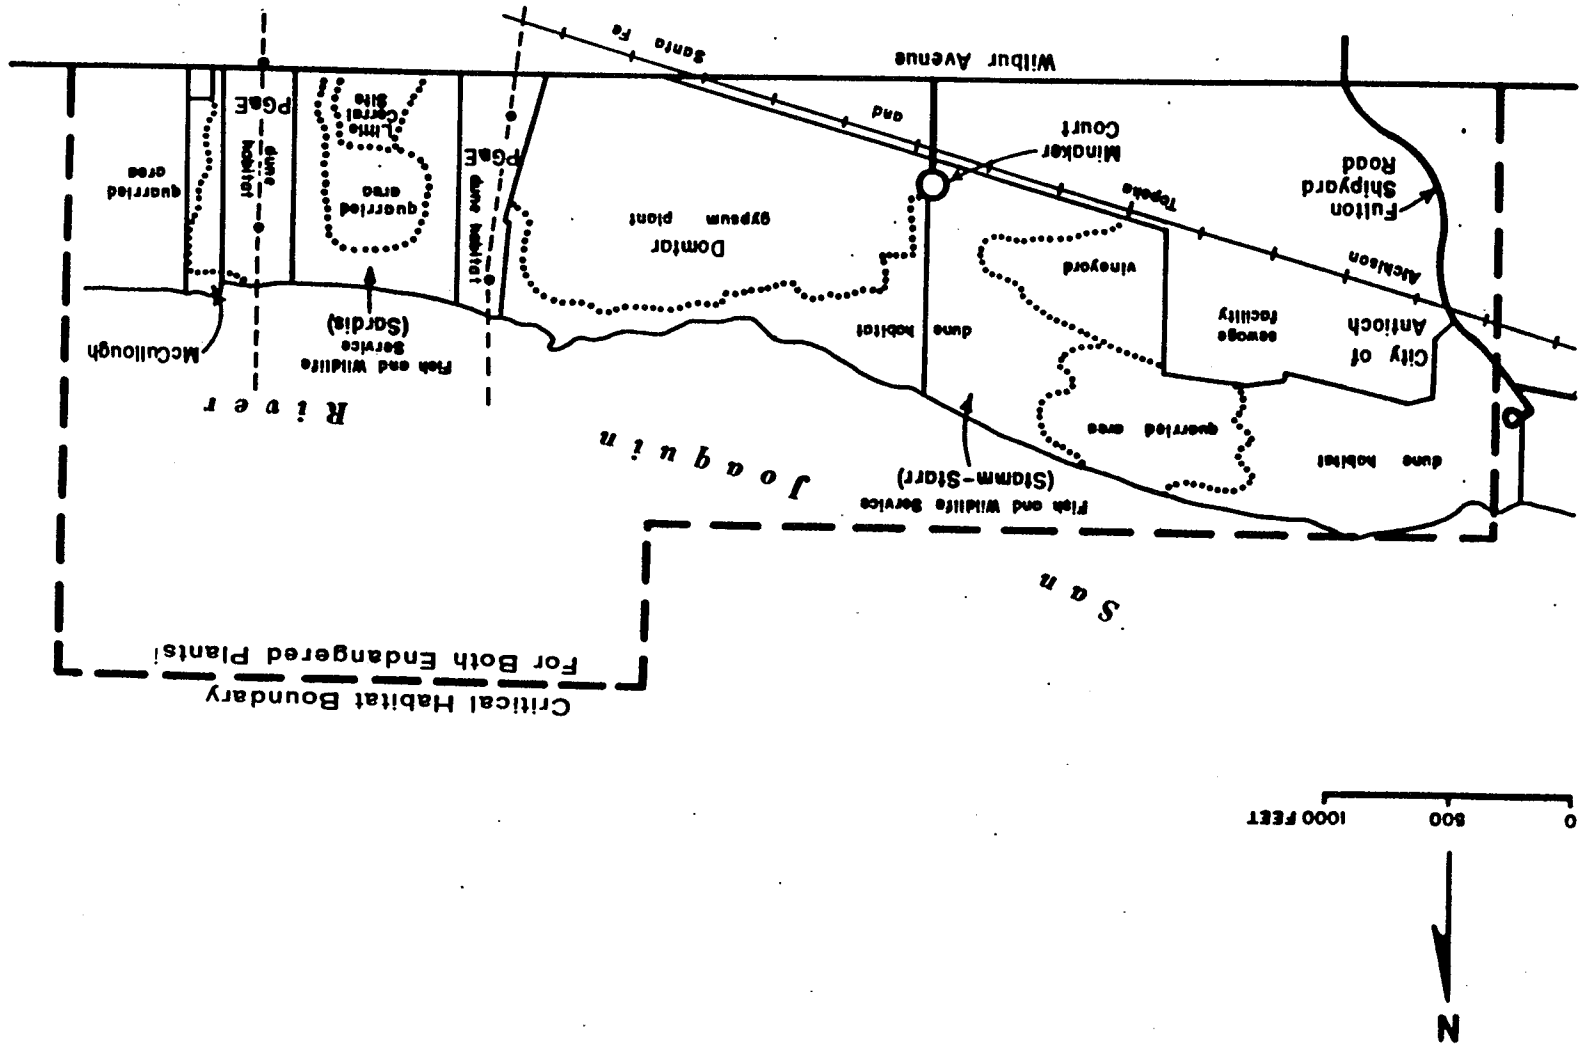 N
0 500 1000 FEET
Critical Habitat Boundary
For Both Endangered Plants
San
Joaquin
River
Fish and Wildlife Service
(Stamm-Starr)
Fish and Wildlife
Service
(Sardis)
McCullough
dune habitat
quarried area
City of
Antioch
sewage
facility
vineyard
dune habitat
Domtar
gypsum plant
dune habitat
PG&E
quarried
area
Little
Corral
Site
dune
habitat
PG&E
quarried
area
Atchison
Topeka
and
Santa Fe
Fulton
Shipyard
Road
Minaker
Court
Wilbur Avenue